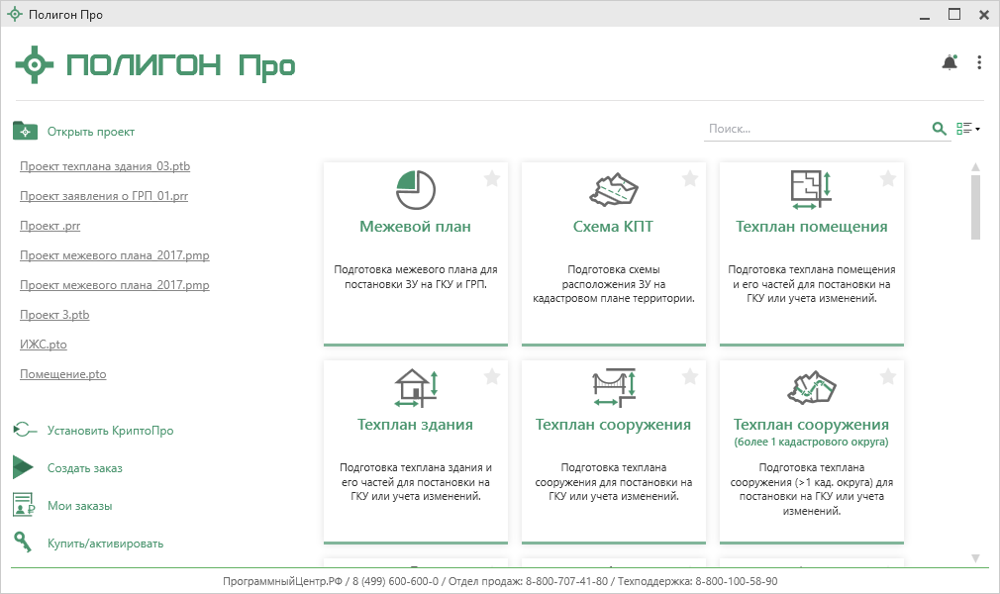 Полигон Про
ПОЛИГОН Про
Открыть проект
Поиск...
Проект техплана здания_03.ptb
Проект заявления о ГРП_01.prr
Проект .prr
Проект межевого плана_2017.pmp
Проект межевого плана_2017.pmp
Проект 3.ptb
ИЖС.pto
Помещение.pto
Установить КриптоПро
Создать заказ
Мои заказы
Купить/активировать
Межевой план
Подготовка межевого плана для
постановки ЗУ на ГКУ и ГРП.
Схема КПТ
Подготовка схемы
расположения ЗУ на
кадастровом плане территории.
Техплан помещения
Подготовка техплана помещения
и его частей для постановки на
ГКУ или учета изменений.
Техплан здания
Подготовка техплана здания и
его частей для постановки на
ГКУ или учета изменений.
Техплан сооружения
Подготовка техплана
сооружения для постановки на
ГКУ или учета изменений.
Техплан сооружения
(более 1 кадастрового округа)
Подготовка техплана
сооружения (>1 кад. округа) для
постановки на ГКУ или учета
изменений.
ПрограммныйЦентр.РФ / 8 (499) 600-600-0 / Отдел продаж: 8-800-707-41-80 / Техподдержка: 8-800-100-58-90